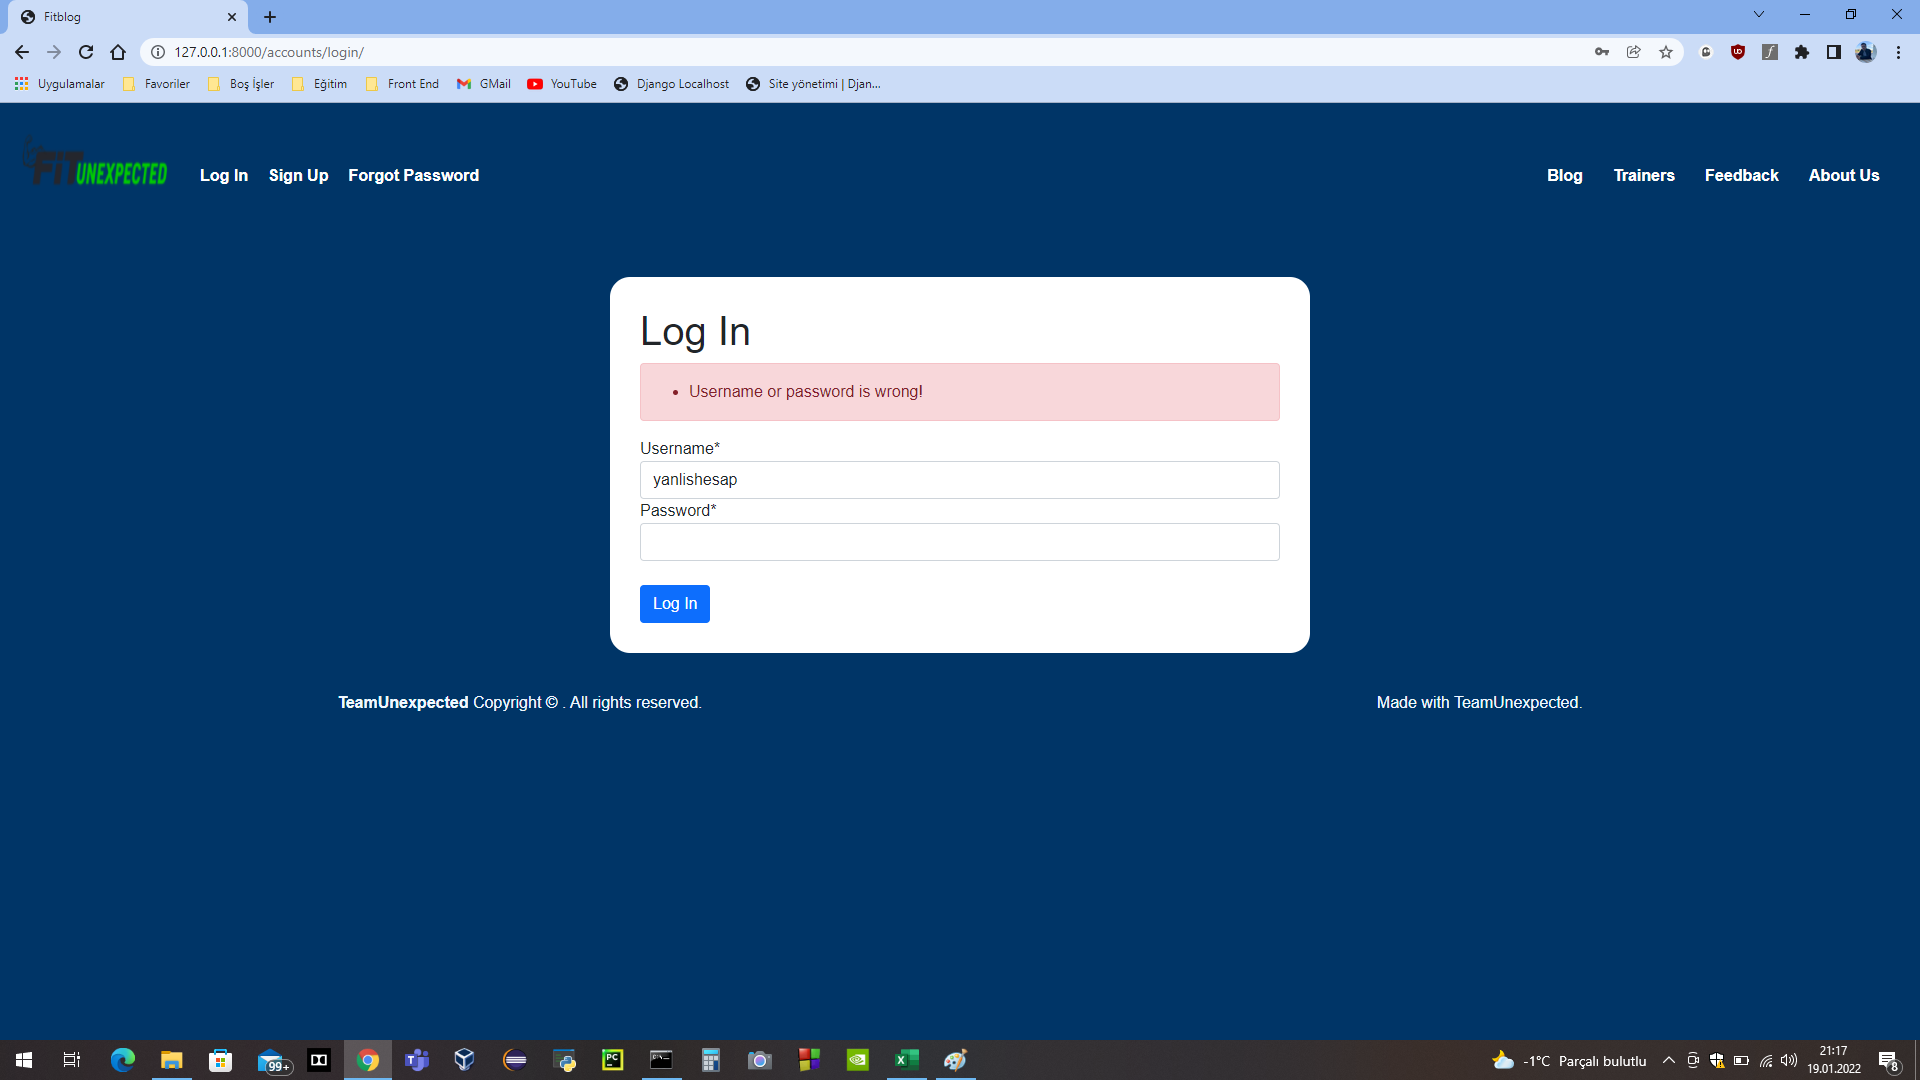 Fitblog
127.0.0.1:8000/accounts/login/
Uygulamalar Favoriler Boş İşler Eğitim Front End GMail YouTube Django Localhost Site yönetimi | Djan...
FiT UNEXPECTED Log In Sign Up Forgot Password Blog Trainers Feedback About Us
Log In
• Username or password is wrong!
Username*
yanlishesap
Password*
Log In
TeamUnexpected Copyright © . All rights reserved. Made with TeamUnexpected.
99+ -1°C Parçalı bulutlu 21:17
19.01.2022 8